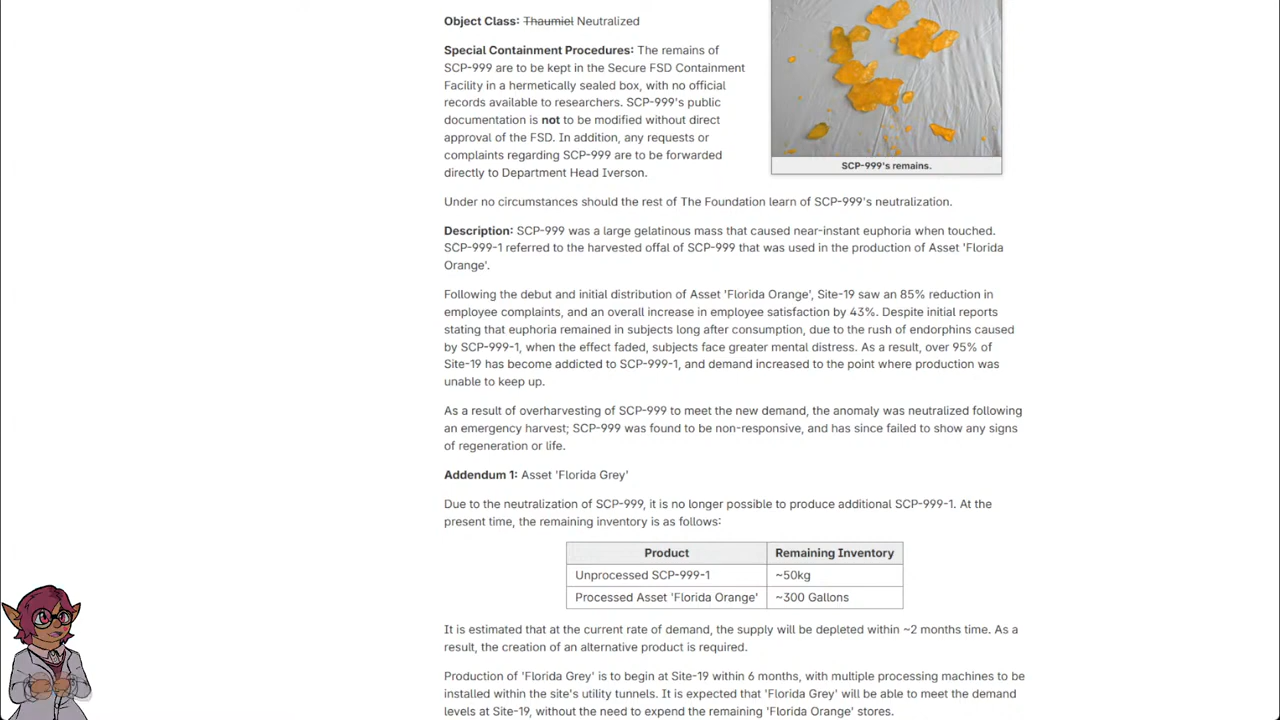 Object Class: Thaumiel Neutralized
Special Containment Procedures: The remains of
SCP-999 are to be kept in the Secure FSD Containment
Facility in a hermetically sealed box, with no official
records available to researchers. SCP-999's public
documentation is not to be modified without direct
approval of the FSD. In addition, any requests or
complaints regarding SCP-999 are to be forwarded
directly to Department Head Iverson.
SCP-999's remains.
Under no circumstances should the rest of The Foundation learn of SCP-999's neutralization.
Description: SCP-999 was a large gelatinous mass that caused near-instant euphoria when touched.
SCP-999-1 referred to the harvested offal of SCP-999 that was used in the production of Asset 'Florida
Orange'.
Following the debut and initial distribution of Asset 'Florida Orange', Site-19 saw an 85% reduction in
employee complaints, and an overall increase in employee satisfaction by 43%. Despite initial reports
stating that euphoria remained in subjects long after consumption, due to the rush of endorphins caused
by SCP-999-1, when the effect faded, subjects face greater mental distress. As a result, over 95% of
Site-19 has become addicted to SCP-999-1, and demand increased to the point where production was
unable to keep up.
As a result of overharvesting of SCP-999 to meet the new demand, the anomaly was neutralized following
an emergency harvest; SCP-999 was found to be non-responsive, and has since failed to show any signs
of regeneration or life.
Addendum 1: Asset 'Florida Grey'
Due to the neutralization of SCP-999, it is no longer possible to produce additional SCP-999-1. At the
present time, the remaining inventory is as follows:
Product Remaining Inventory
Unprocessed SCP-999-1 ~50kg
Processed Asset 'Florida Orange' ~300 Gallons
It is estimated that at the current rate of demand, the supply will be depleted within ~2 months time. As a
result, the creation of an alternative product is required.
Production of 'Florida Grey' is to begin at Site-19 within 6 months, with multiple processing machines to be
installed within the site's utility tunnels. It is expected that 'Florida Grey' will be able to meet the demand
levels at Site-19, without the need to expend the remaining 'Florida Orange' stores.